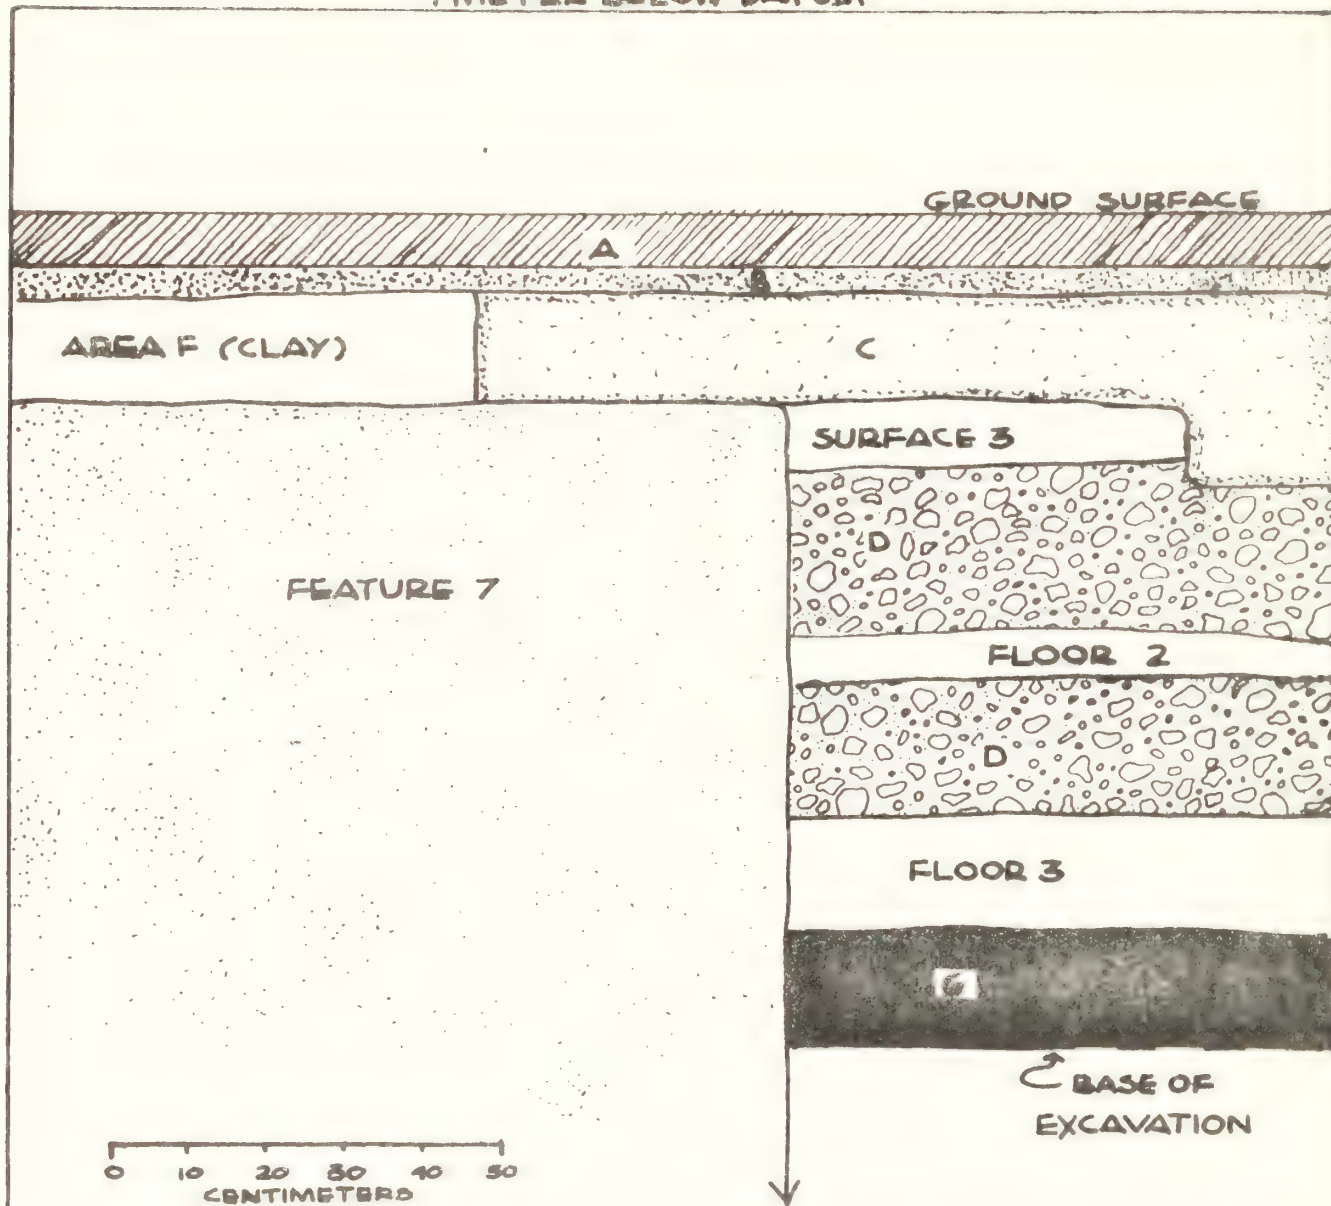 GROUND SURFACE
A
B
AREA F (CLAY)
C
SURFACE 3
D
FEATURE 7
FLOOR 2
D
FLOOR 3
G
BASE OF
EXCAVATION
0 10 20 30 40 50
CENTIMETERS